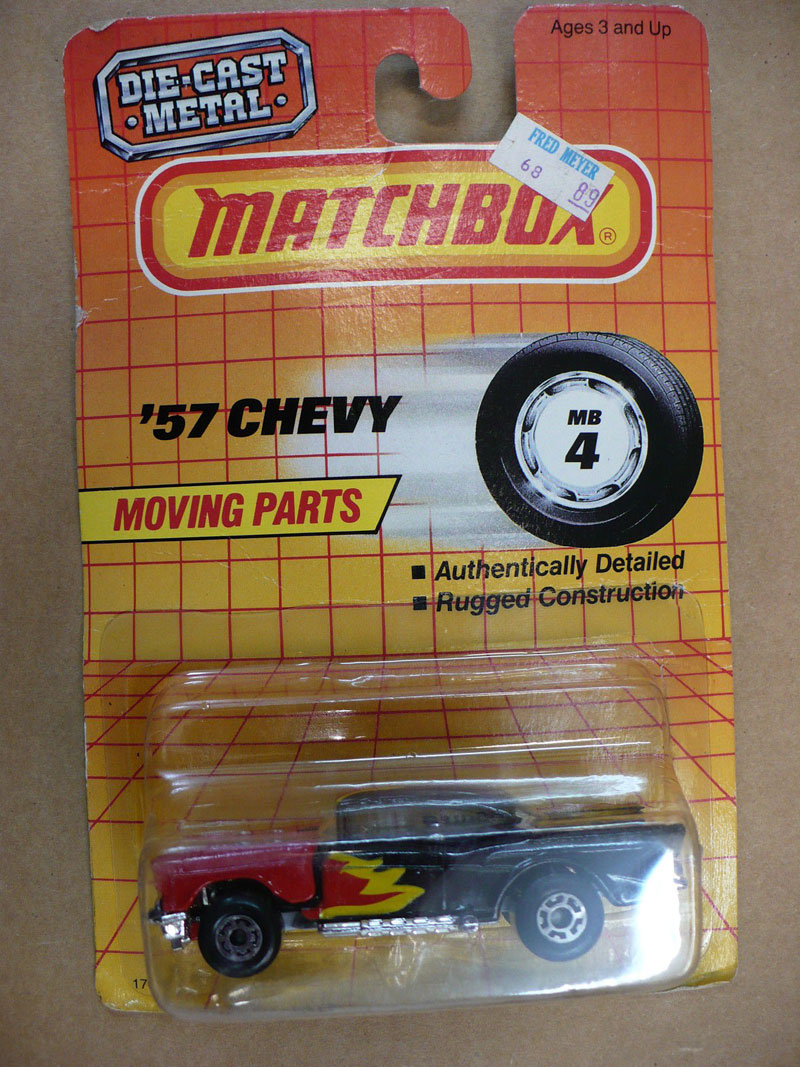 Ages 3 and Up
DIE-CAST
• METAL •
FRED MEYER
68 89
MATCHBOX®
'57 CHEVY
MB
4
MOVING PARTS
■ Authentically Detailed
■ Rugged Construction
17